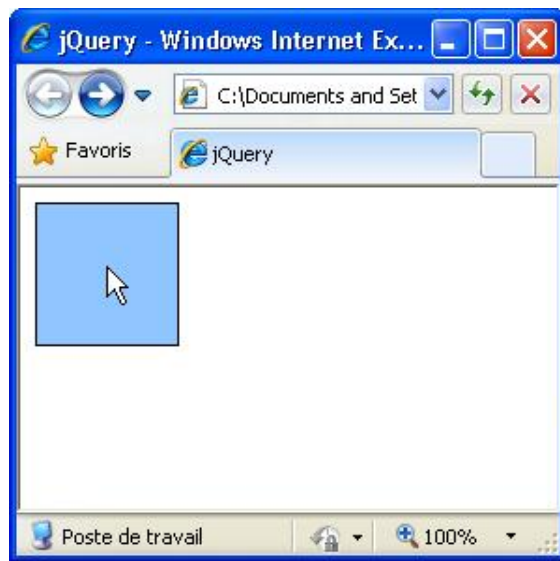 jQuery - Windows Internet Ex...
C:\Documents and Set
Favoris
jQuery
Poste de travail
100%